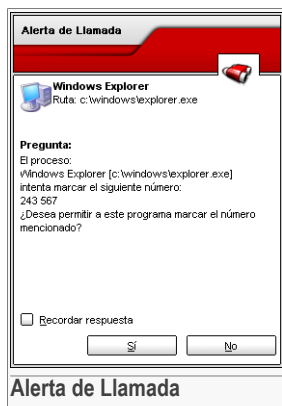 Alerta de Llamada
Windows Explorer
Ruta: c:\windows\explorer.exe
Pregunta:
El proceso:
Windows Explorer [c:\windows\explorer.exe]
intenta marcar el siguiente número:
243 567
¿Desea permitir a este programa marcar el número
mencionado?
Recordar respuesta
Sí
No
Alerta de Llamada